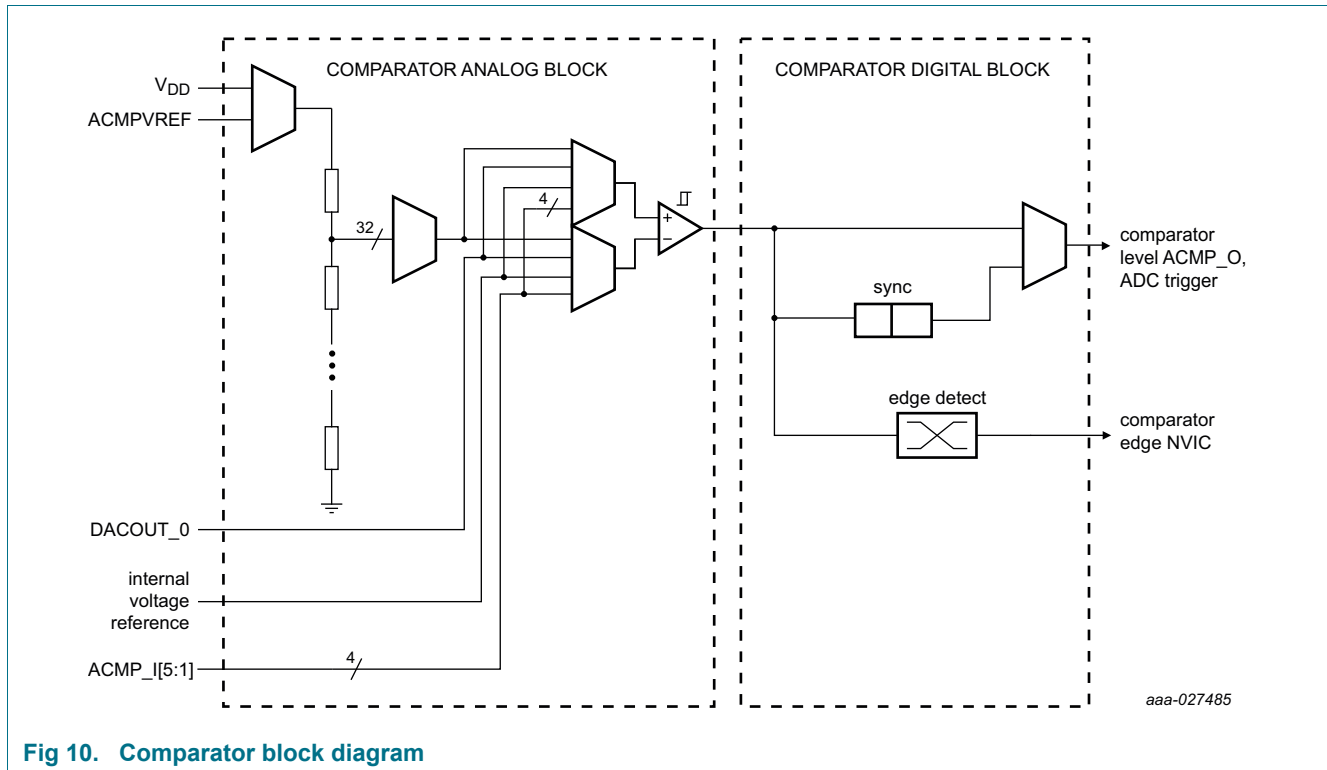 COMPARATOR ANALOG BLOCK
COMPARATOR DIGITAL BLOCK
VDD
ACMPVREF
32
4
+
−
sync
edge detect
comparator
level ACMP_O,
ADC trigger
comparator
edge NVIC
DACOUT_0
internal
voltage
reference
ACMP_I[5:1]
4
aaa-027485
Fig 10. Comparator block diagram